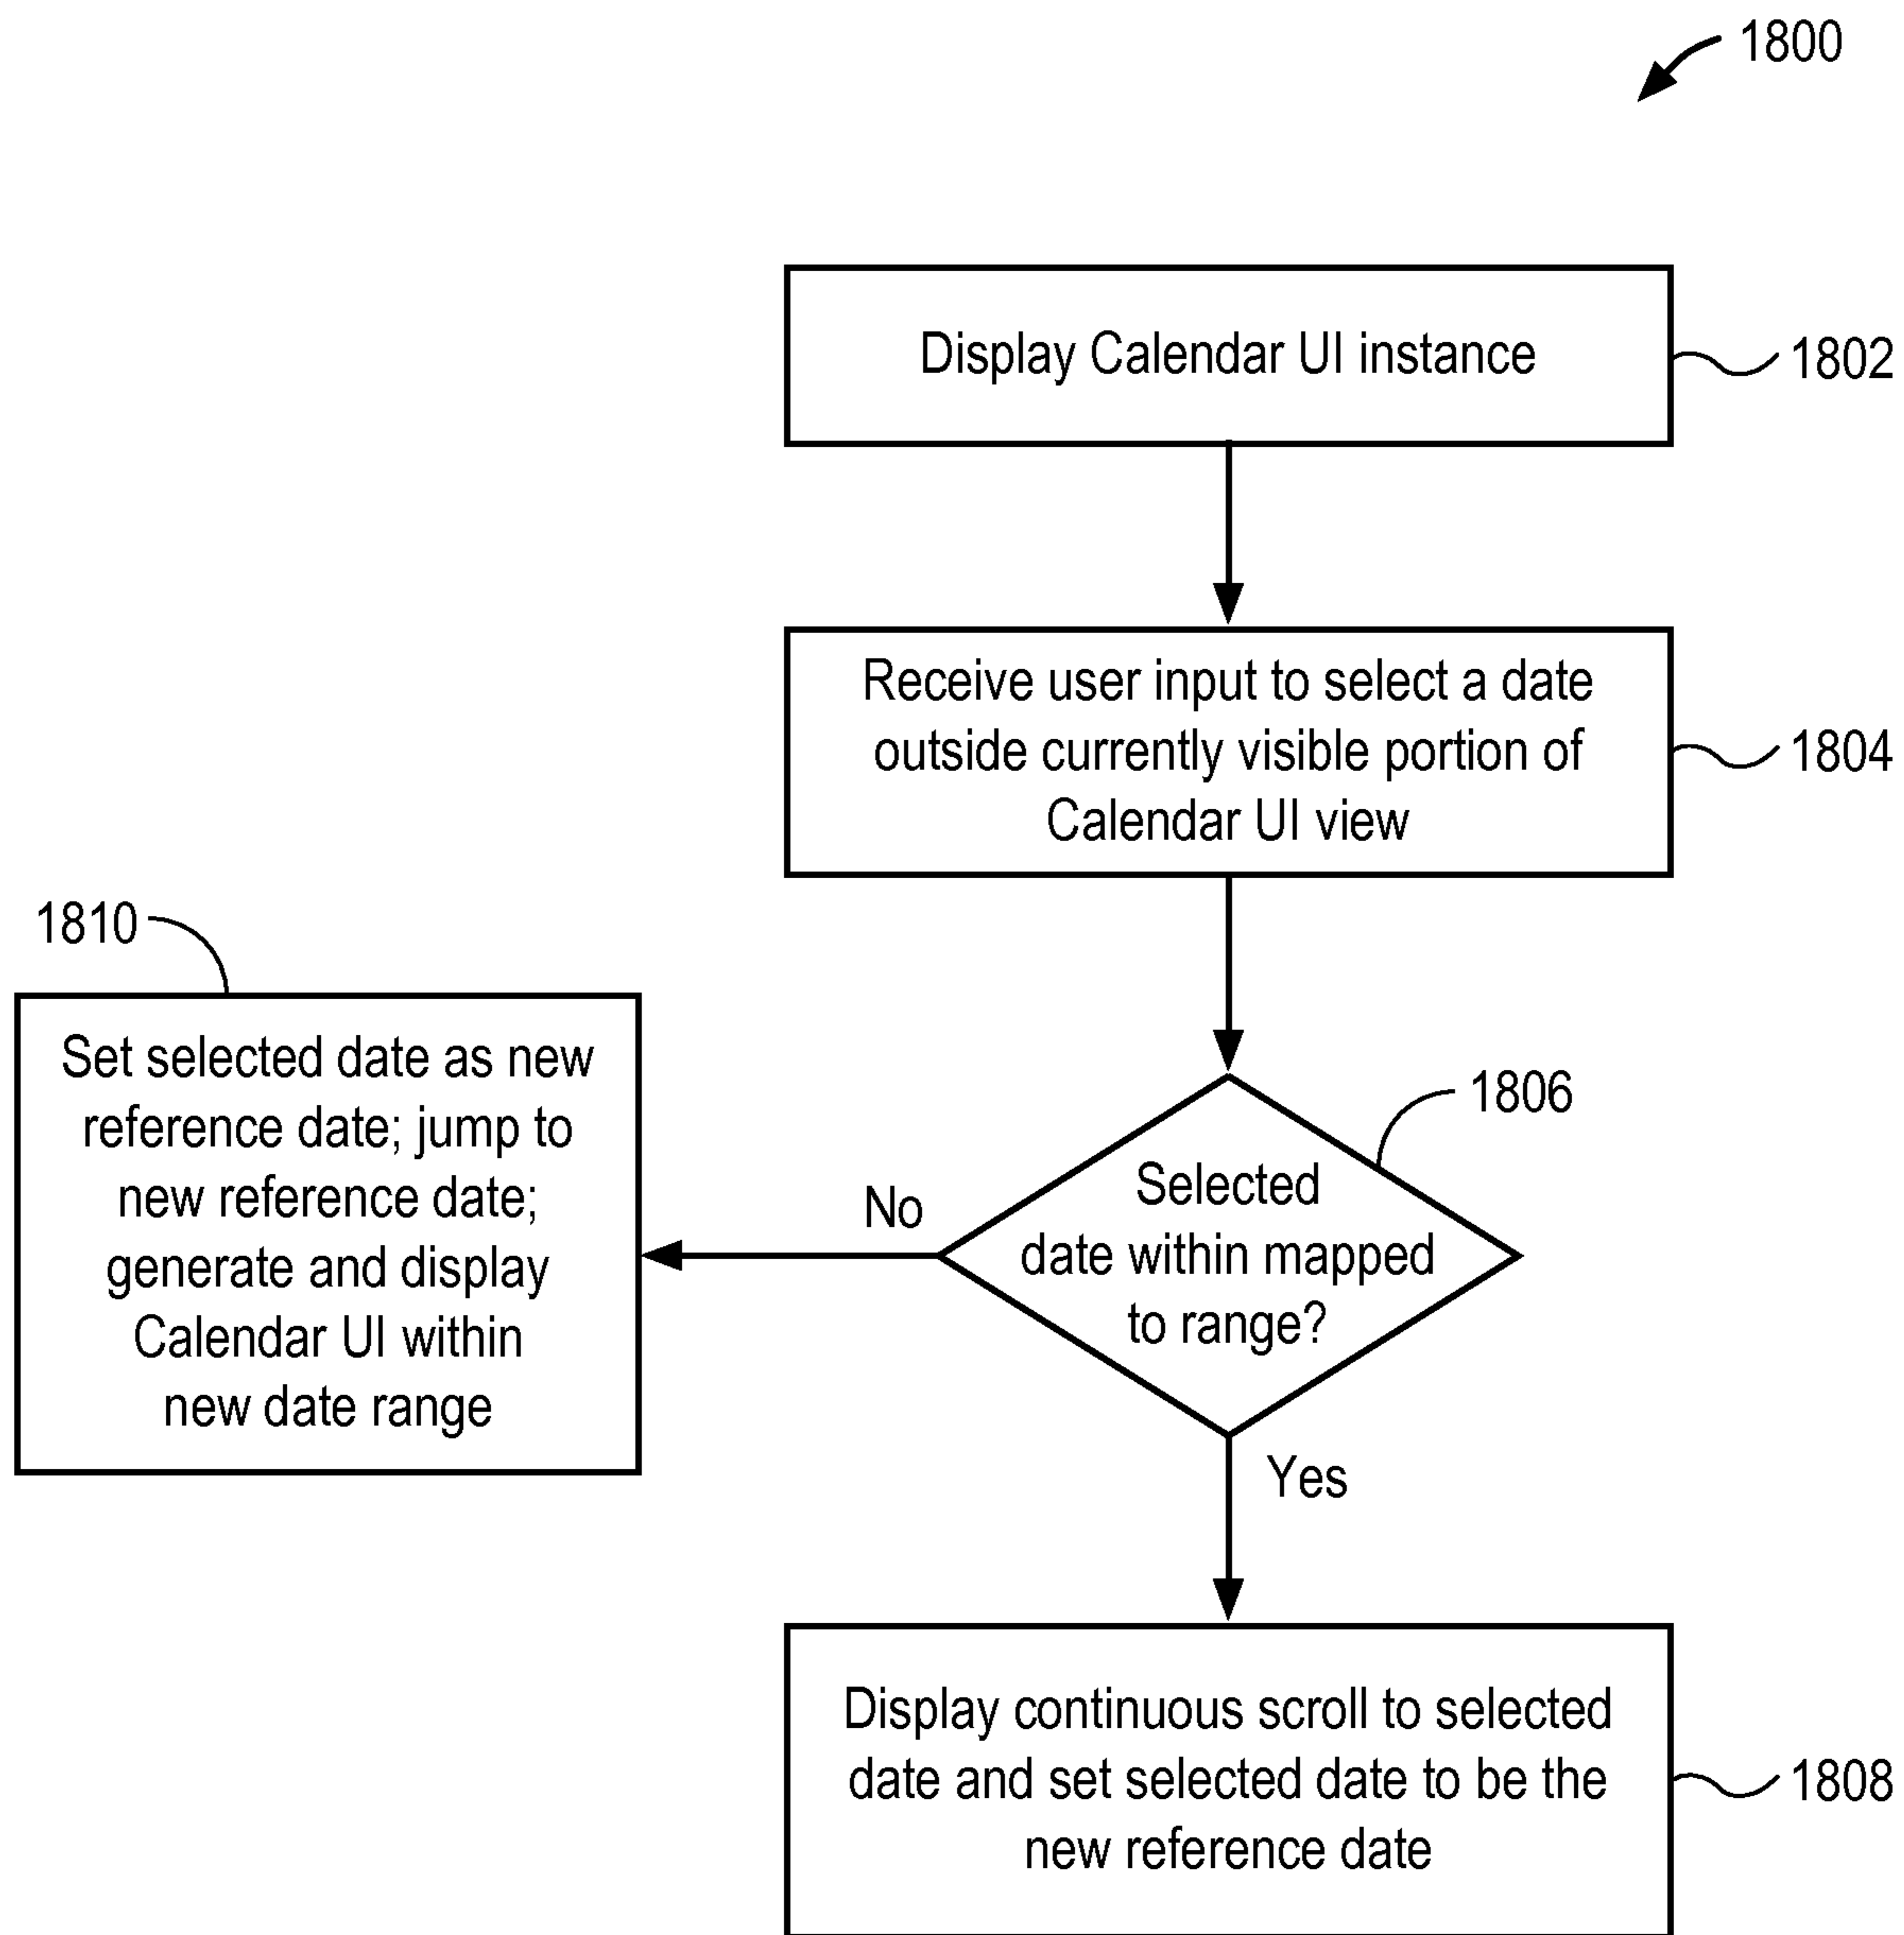 1800
Display Calendar UI instance
1802
Receive user input to select a date
outside currently visible portion of
Calendar UI view
1804
1806
Selected
date within mapped
to range?
No
Yes
1810
Set selected date as new
reference date; jump to
new reference date;
generate and display
Calendar UI within
new date range
Display continuous scroll to selected
date and set selected date to be the
new reference date
1808